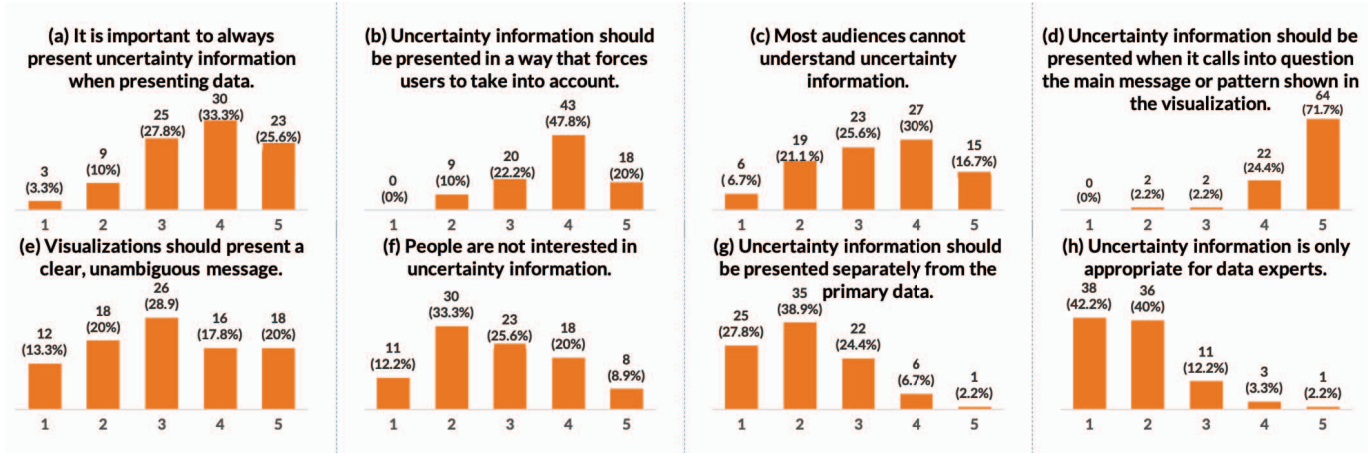 (a) It is important to always
present uncertainty information
when presenting data.
3
(3.3%)
9
(10%)
25
(27.8%)
30
(33.3%)
23
(25.6%)
1 2 3 4 5
(b) Uncertainty information should
be presented in a way that forces
users to take into account.
0
(0%)
9
(10%)
20
(22.2%)
43
(47.8%)
18
(20%)
1 2 3 4 5
(c) Most audiences cannot
understand uncertainty
information.
6
(6.7%)
19
(21.1%)
23
(25.6%)
27
(30%)
15
(16.7%)
1 2 3 4 5
(d) Uncertainty information should be
presented when it calls into question
the main message or pattern shown in
the visualization.
0
(0%)
2
(2.2%)
2
(2.2%)
22
(24.4%)
64
(71.7%)
1 2 3 4 5
(e) Visualizations should present a
clear, unambiguous message.
12
(13.3%)
18
(20%)
26
(28.9)
16
(17.8%)
18
(20%)
1 2 3 4 5
(f) People are not interested in
uncertainty information.
11
(12.2%)
30
(33.3%)
23
(25.6%)
18
(20%)
8
(8.9%)
1 2 3 4 5
(g) Uncertainty information should
be presented separately from the
primary data.
25
(27.8%)
35
(38.9%)
22
(24.4%)
6
(6.7%)
1
(2.2%)
1 2 3 4 5
(h) Uncertainty information is only
appropriate for data experts.
38
(42.2%)
36
(40%)
11
(12.2%)
3
(3.3%)
1
(2.2%)
1 2 3 4 5